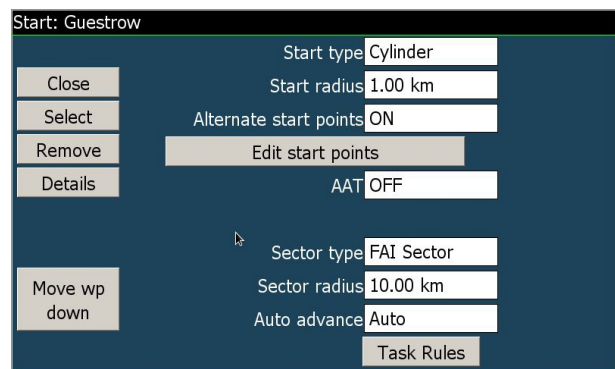 Start: Guestrow
Start type Cylinder
Close
Start radius 1.00 km
Select
Alternate start points ON
Remove
Edit start points
Details
AAT OFF
Sector type FAI Sector
Move wp
down
Sector radius 10.00 km
Auto advance Auto
Task Rules